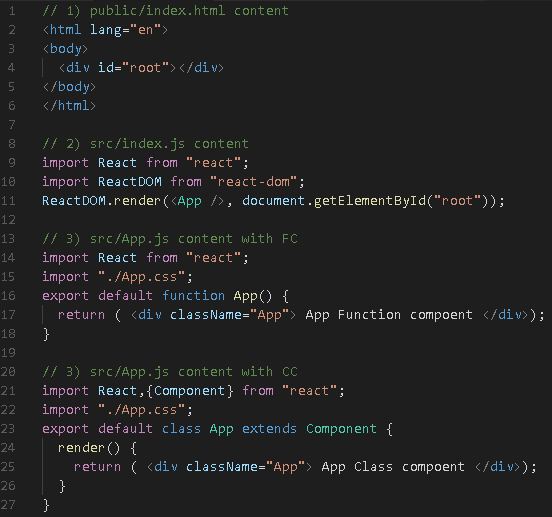 1 // 1) public/index.html content
2 <html lang="en">
3 <body>
4   <div id="root"></div>
5 </body>
6 </html>
7
8 // 2) src/index.js content
9 import React from "react";
10 import ReactDOM from "react-dom";
11 ReactDOM.render(<App />, document.getElementById("root"));
12
13 // 3) src/App.js content with FC
14 import React from "react";
15 import "./App.css";
16 export default function App() {
17   return ( <div className="App"> App Function compoent </div>);
18 }
19
20 // 3) src/App.js content with CC
21 import React,{Component} from "react";
22 import "./App.css";
23 export default class App extends Component {
24   render() {
25     return ( <div className="App"> App Class compoent </div>);
26   }
27 }